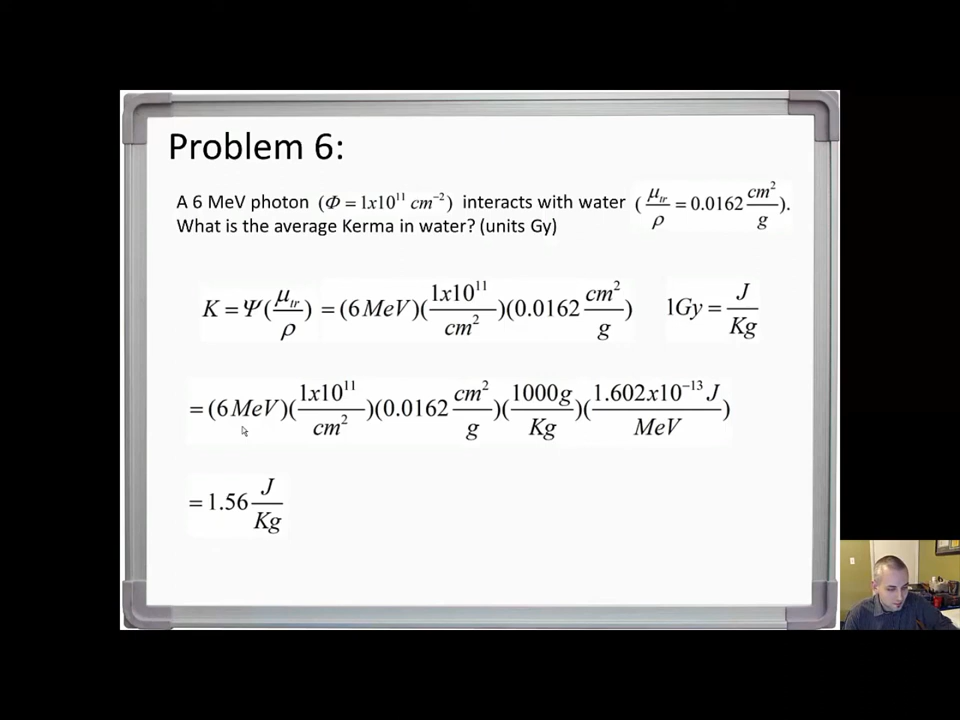 Problem 6:
A 6 MeV photon (Φ = 1x10¹¹ cm⁻²) interacts with water (μ_tr/ρ = 0.0162 cm²/g).
What is the average Kerma in water? (units Gy)
K = Ψ(μ_tr/ρ) = (6 MeV)(1x10¹¹/cm²)(0.0162 cm²/g) 1Gy = J/Kg
= (6 MeV)(1x10¹¹/cm²)(0.0162 cm²/g)(1000g/Kg)(1.602x10⁻¹³ J/MeV)
= 1.56 J/Kg